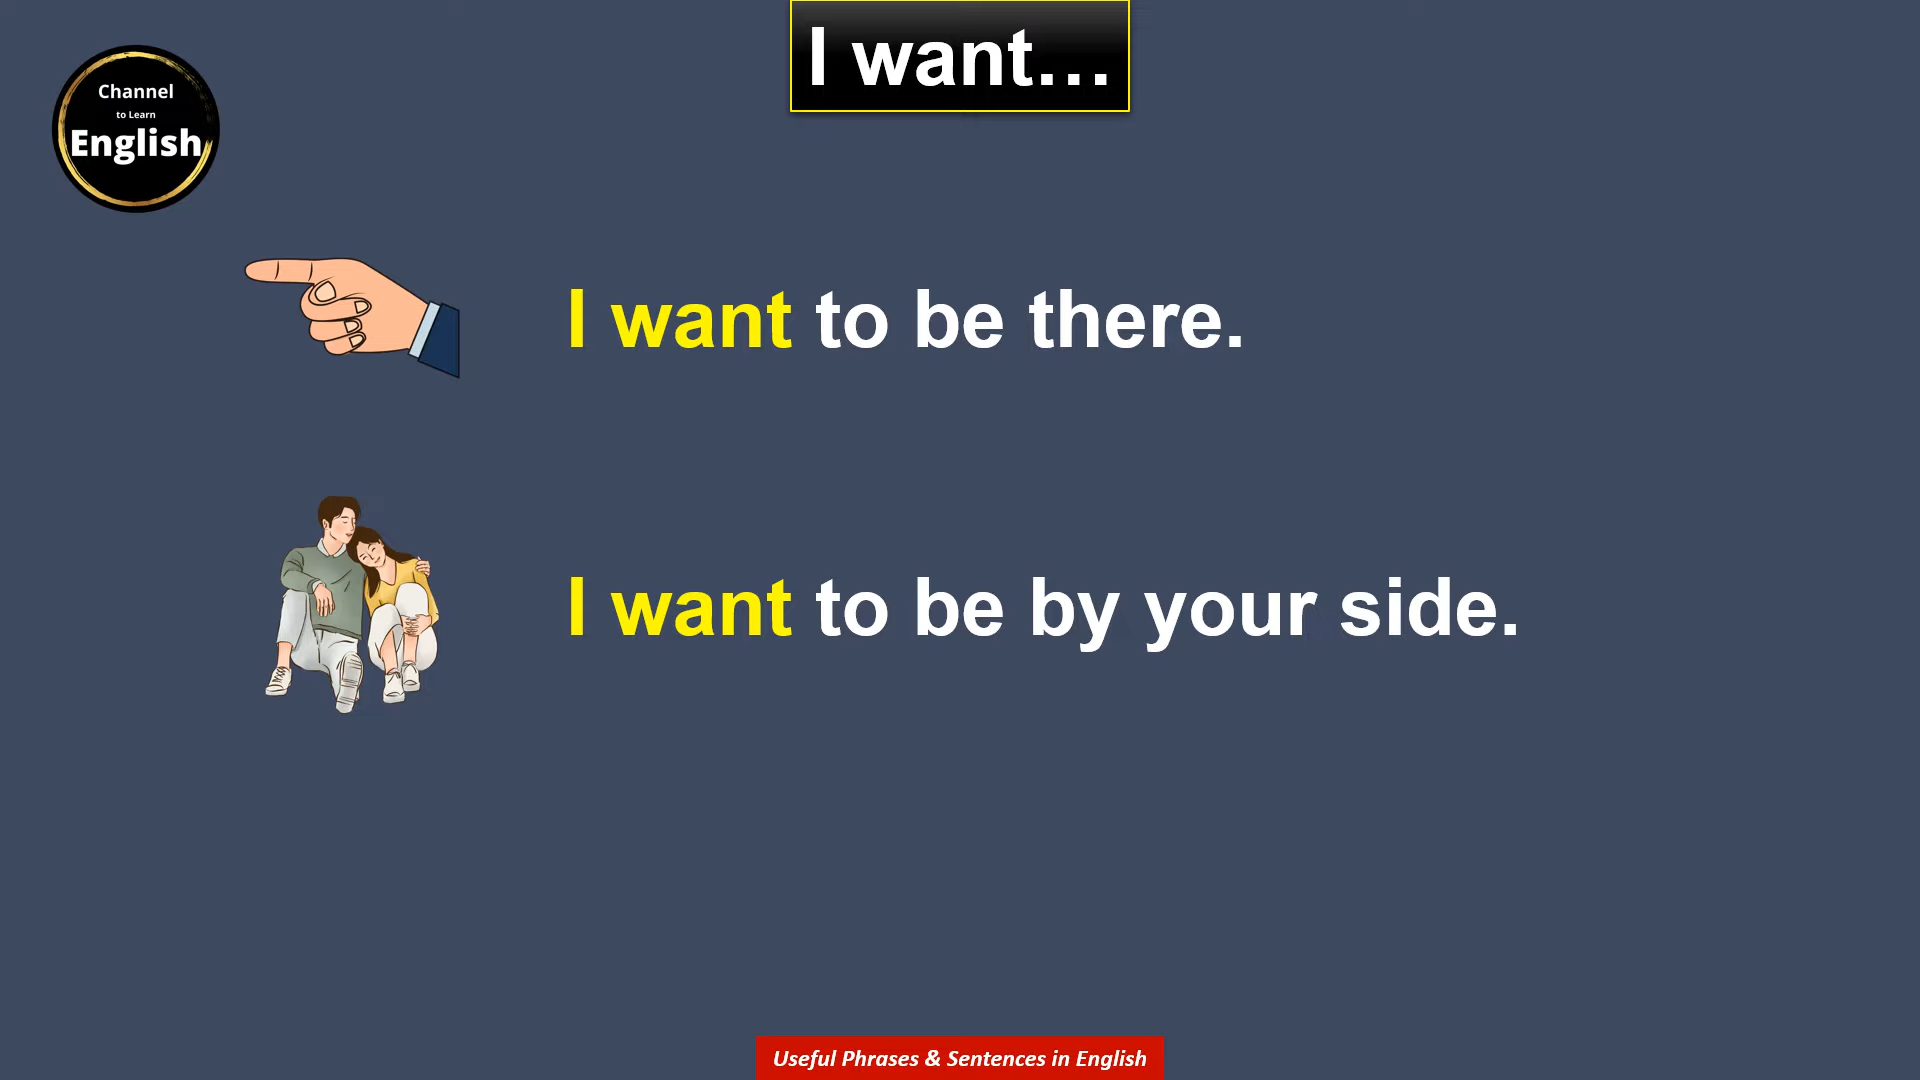 I want...
Channel
to Learn
English
I want to be there.
I want to be by your side.
Useful Phrases & Sentences in English